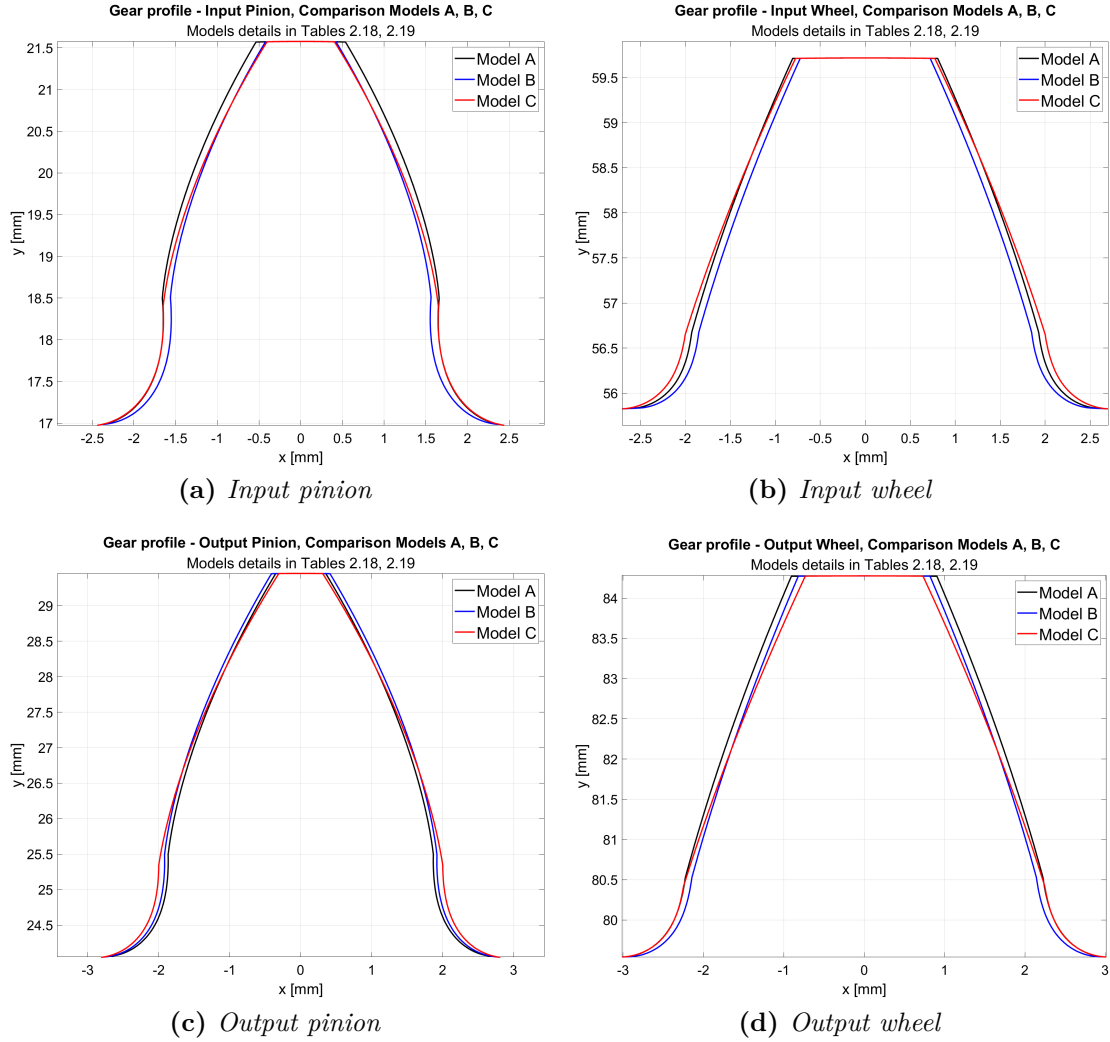 Gear profile - Input Pinion, Comparison Models A, B, C
Models details in Tables 2.18, 2.19
21.5
21
20.5
20
19.5
19
18.5
18
17.5
17
y [mm]
-2.5 -2 -1.5 -1 -0.5 0 0.5 1 1.5 2 2.5
x [mm]
Model A
Model B
Model C
(a) Input pinion
Gear profile - Input Wheel, Comparison Models A, B, C
Models details in Tables 2.18, 2.19
59.5
59
58.5
58
57.5
57
56.5
56
y [mm]
-2.5 -2 -1.5 -1 -0.5 0 0.5 1 1.5 2 2.5
x [mm]
Model A
Model B
Model C
(b) Input wheel
Gear profile - Output Pinion, Comparison Models A, B, C
Models details in Tables 2.18, 2.19
29
28.5
28
27.5
27
26.5
26
25.5
25
24.5
y [mm]
-3 -2 -1 0 1 2 3
x [mm]
Model A
Model B
Model C
(c) Output pinion
Gear profile - Output Wheel, Comparison Models A, B, C
Models details in Tables 2.18, 2.19
84
83.5
83
82.5
82
81.5
81
80.5
80
y [mm]
-3 -2 -1 0 1 2 3
x [mm]
Model A
Model B
Model C
(d) Output wheel